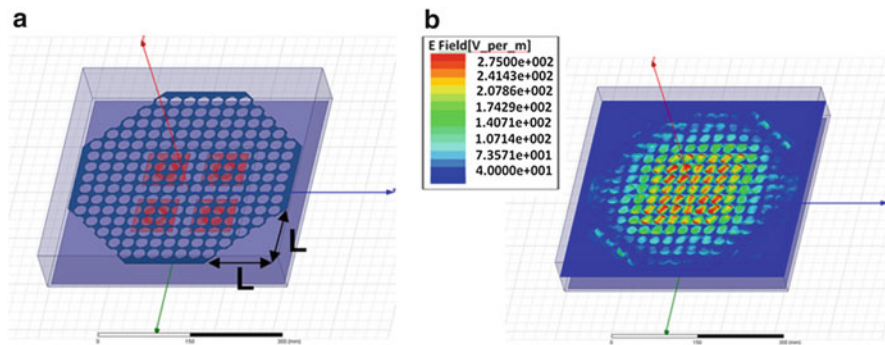 a
b
E Field[V_per_m]
2.7500e+002
2.4143e+002
2.0786e+002
1.7429e+002
1.4071e+002
1.0714e+002
7.3571e+001
4.0000e+001
L
L
0
150
300 (mm)
0
150
300 (mm)